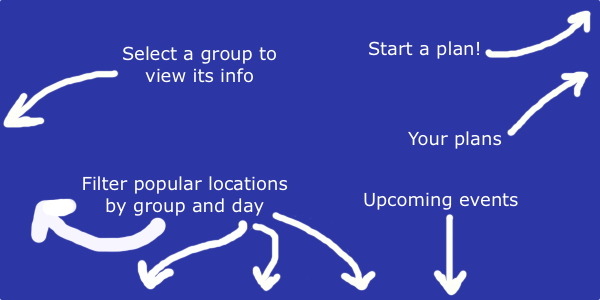 Select a group to
view its info
Start a plan!
Your plans
Filter popular locations
by group and day
Upcoming events